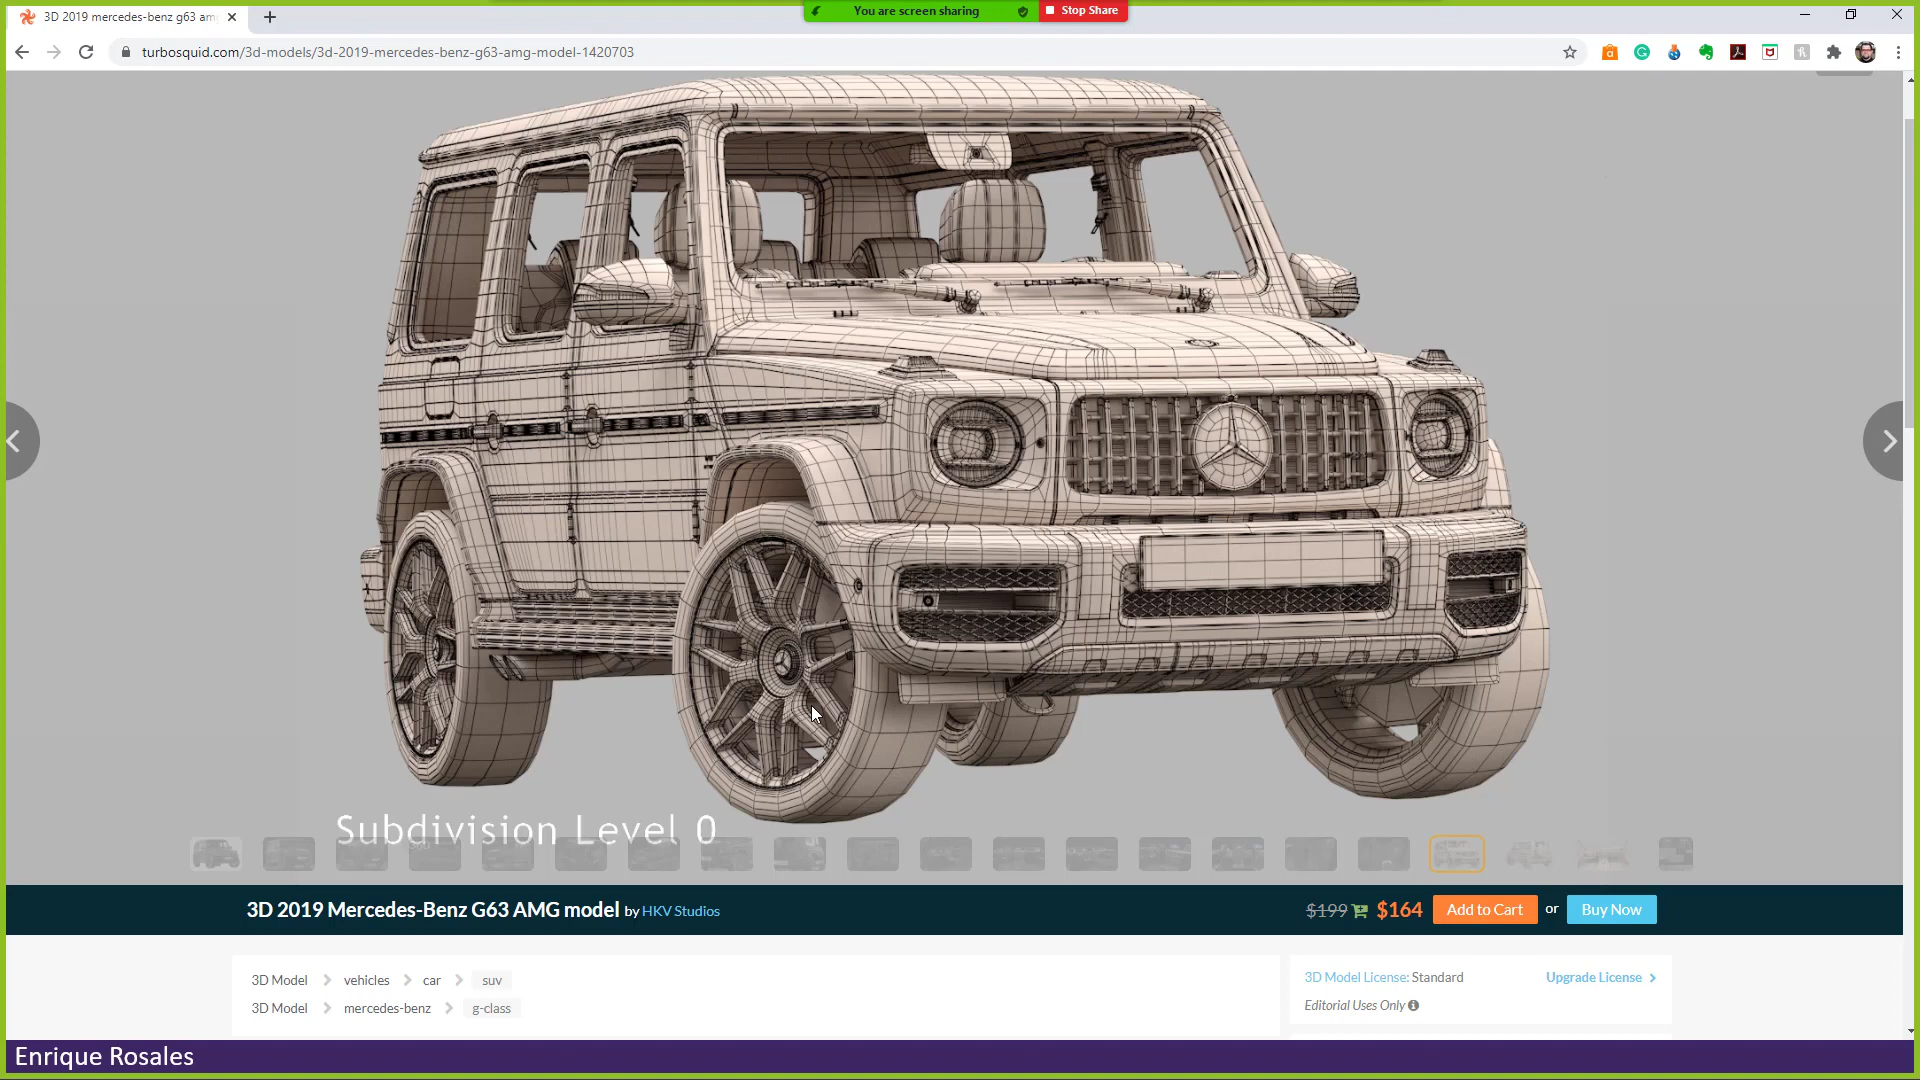 3D 2019 mercedes-benz g63 am
You are screen sharing
Stop Share
turbosquid.com/3d-models/3d-2019-mercedes-benz-g63-amg-model-1420703
Subdivision Level 0
3D 2019 Mercedes-Benz G63 AMG model by HKV Studios
$199 $164 Add to Cart or Buy Now
3D Model vehicles car suv
3D Model mercedes-benz g-class
3D Model License: Standard Upgrade License
Editorial Uses Only
Enrique Rosales